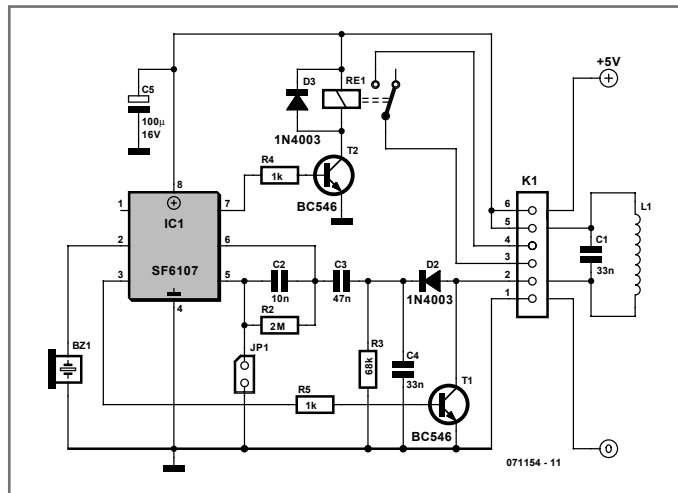 +5V
D3
RE1
C5
100µ
16V
1N4003
T2
R4
1k
K1
L1
8
BC546
1
7
6
IC1
5
C1
33n
2
6
4
SF6107
C2
C3
D2
3
3
5
2
10n
47n
1N4003
1
4
R2
2M
BZ1
JP1
R3
68k
C4
33n
T1
R5
1k
BC546
071154 - 11
0